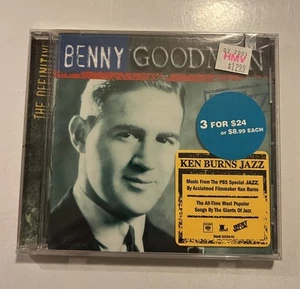 THE DEFINITIVE
BENNY GOODMAN
HMV
3 FOR $24
or $8.99 EACH
KEN BURNS JAZZ
Music From The PBS Special JAZZ
By Acclaimed Filmmaker Ken Burns
The All-Time Most Popular
Songs By The Giants Of Jazz